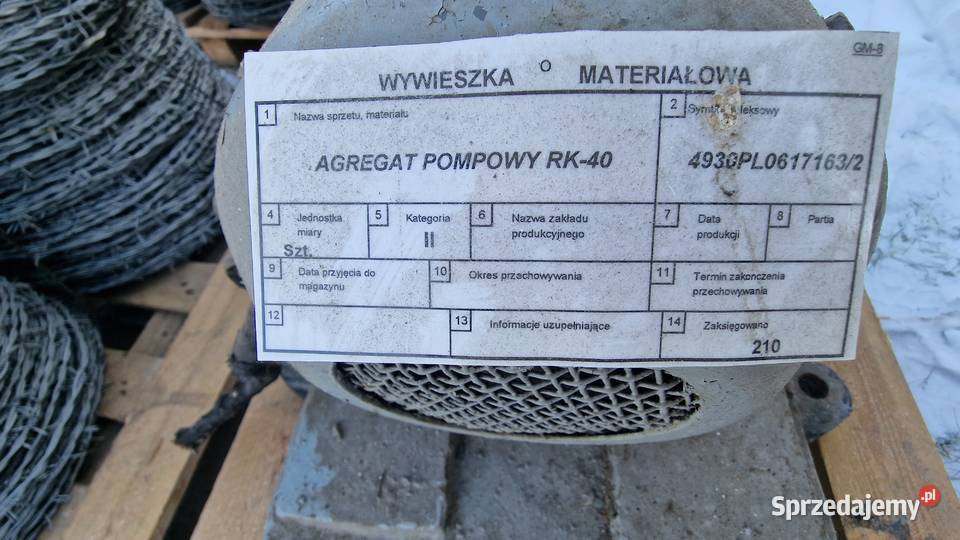 GM-8
WYWIESZKA MATERIAŁOWA
1 Nazwa sprzętu, materiału
AGREGAT POMPOWY RK-40
2
4930PL0617163/2
4 Jednostka
miary
Szt.
5 Kategoria
II
6 Nazwa zakładu
produkcyjnego
7 Data
produkcji
8 Partia
9 Data przyjęcia do
magazynu
10 Okres przechowywania
11 Termin zakończenia
przechowywania
12
13 Informacje uzupełniające
14 Zaksięgowano
210
Sprzedajemy.pl